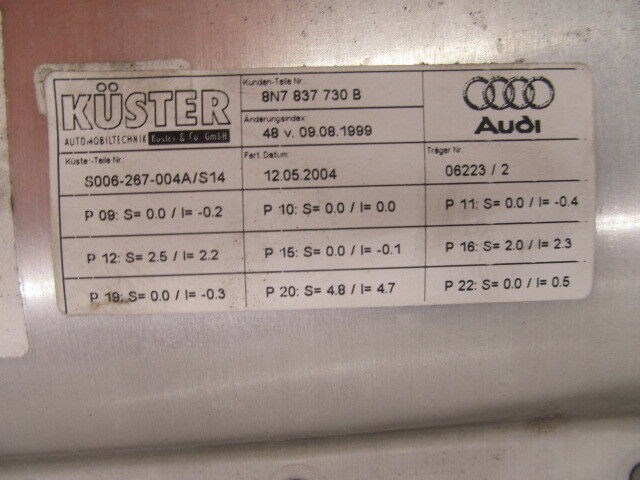 KÜSTER
AUTOMOBILTECHNIK Küster & Co. GmbH
Kunden-Teile Nr.
8N7 837 730 B
Änderungsindex:
48 v. 09.08.1999
Audi
Küster-Teile Nr.
S006-267-004A/S14
Fert. Datum:
12.05.2004
Träger Nr.
06223 / 2
P 09: S= 0.0 / I= -0.2
P 10: S= 0.0 / I= 0.0
P 11: S= 0.0 / I= -0.4
P 12: S= 2.5 / I= 2.2
P 15: S= 0.0 / I= -0.1
P 16: S= 2.0 / I= 2.3
P 19: S= 0.0 / I= -0.3
P 20: S= 4.8 / I= 4.7
P 22: S= 0.0 / I= 0.5